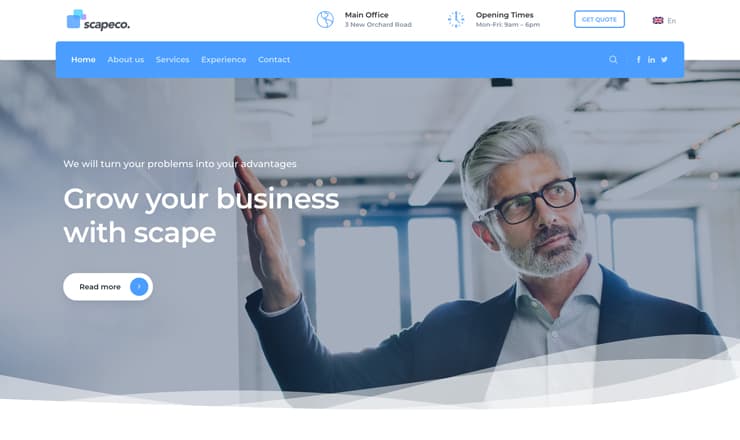 scapeco.
Main Office
3 New Orchard Road
Opening Times
Mon-Fri: 9am – 6pm
GET QUOTE
En
Home
About us
Services
Experience
Contact
We will turn your problems into your advantages
Grow your business
with scape
Read more